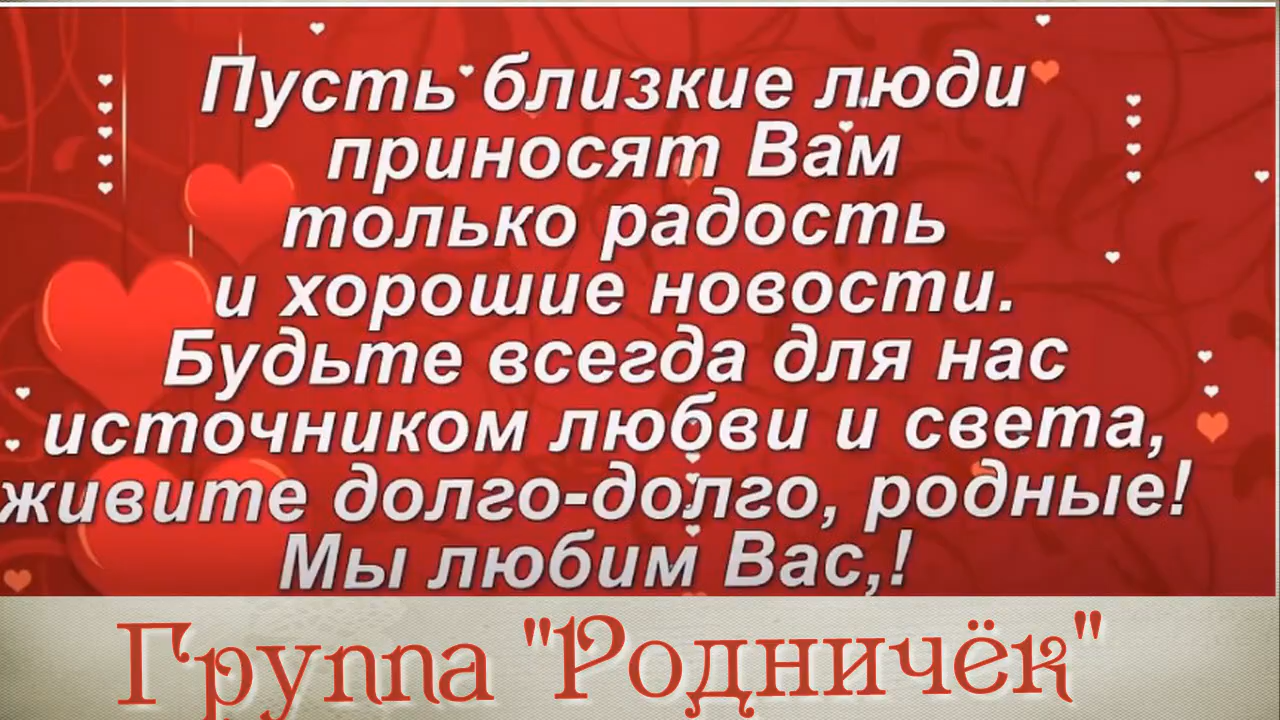 Пусть близкие люди
приносят Вам
только радость
и хорошие новости.
Будьте всегда для нас
источником любви и света,
живите долго-долго, родные!
Мы любим Вас,!
Группа "Родничёк"